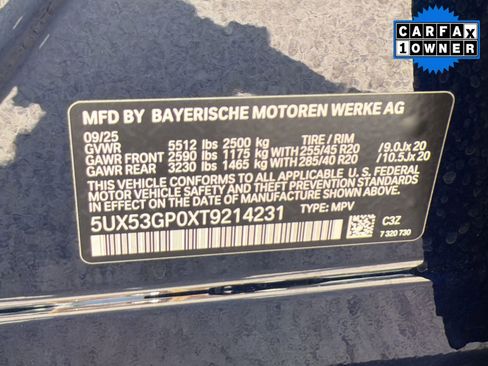 CARFAX
1 OWNER
MFD BY BAYERISCHE MOTOREN WERKE AG
09/25
GVWR 5512 lbs 2500 kg TIRE / RIM
GAWR FRONT 2590 lbs 1175 kg WITH 255/45 R20 /9.0Jx 20
GAWR REAR 3230 lbs 1465 kg WITH 285/40 R20 /10.5Jx 20
THIS VEHICLE CONFORMS TO ALL APPLICABLE U.S. FEDERAL
MOTOR VEHICLE SAFETY AND THEFT PREVENTION STANDARDS
IN EFFECT ON THE DATE OF MANUFACTURE SHOWN ABOVE.
5UX53GP0XT9214231 TYPE: MPV
C3Z
7 320 730